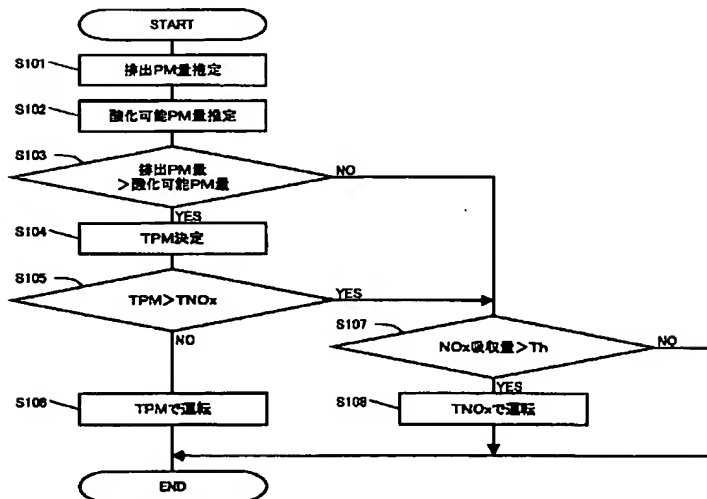 START
S101
排出PM量推定
S102
酸化可能PM量推定
S103
排出PM量
＞酸化可能PM量
NO
YES
S104
TPM決定
S105
TPM>TNOx
YES
NO
S107
NOx吸収量>Th
NO
YES
S106
TPMで運転
S108
TNOxで運転
END